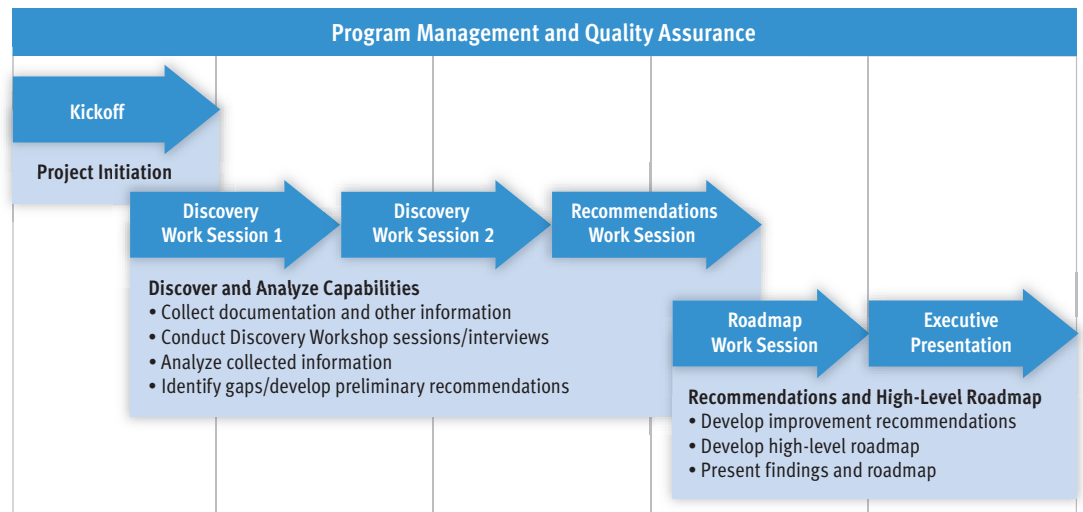 Program Management and Quality Assurance
Kickoff
Project Initiation
Discovery
Work Session 1
Discovery
Work Session 2
Recommendations
Work Session
Discover and Analyze Capabilities
• Collect documentation and other information
• Conduct Discovery Workshop sessions/interviews
• Analyze collected information
• Identify gaps/develop preliminary recommendations
Roadmap
Work Session
Executive
Presentation
Recommendations and High-Level Roadmap
• Develop improvement recommendations
• Develop high-level roadmap
• Present findings and roadmap